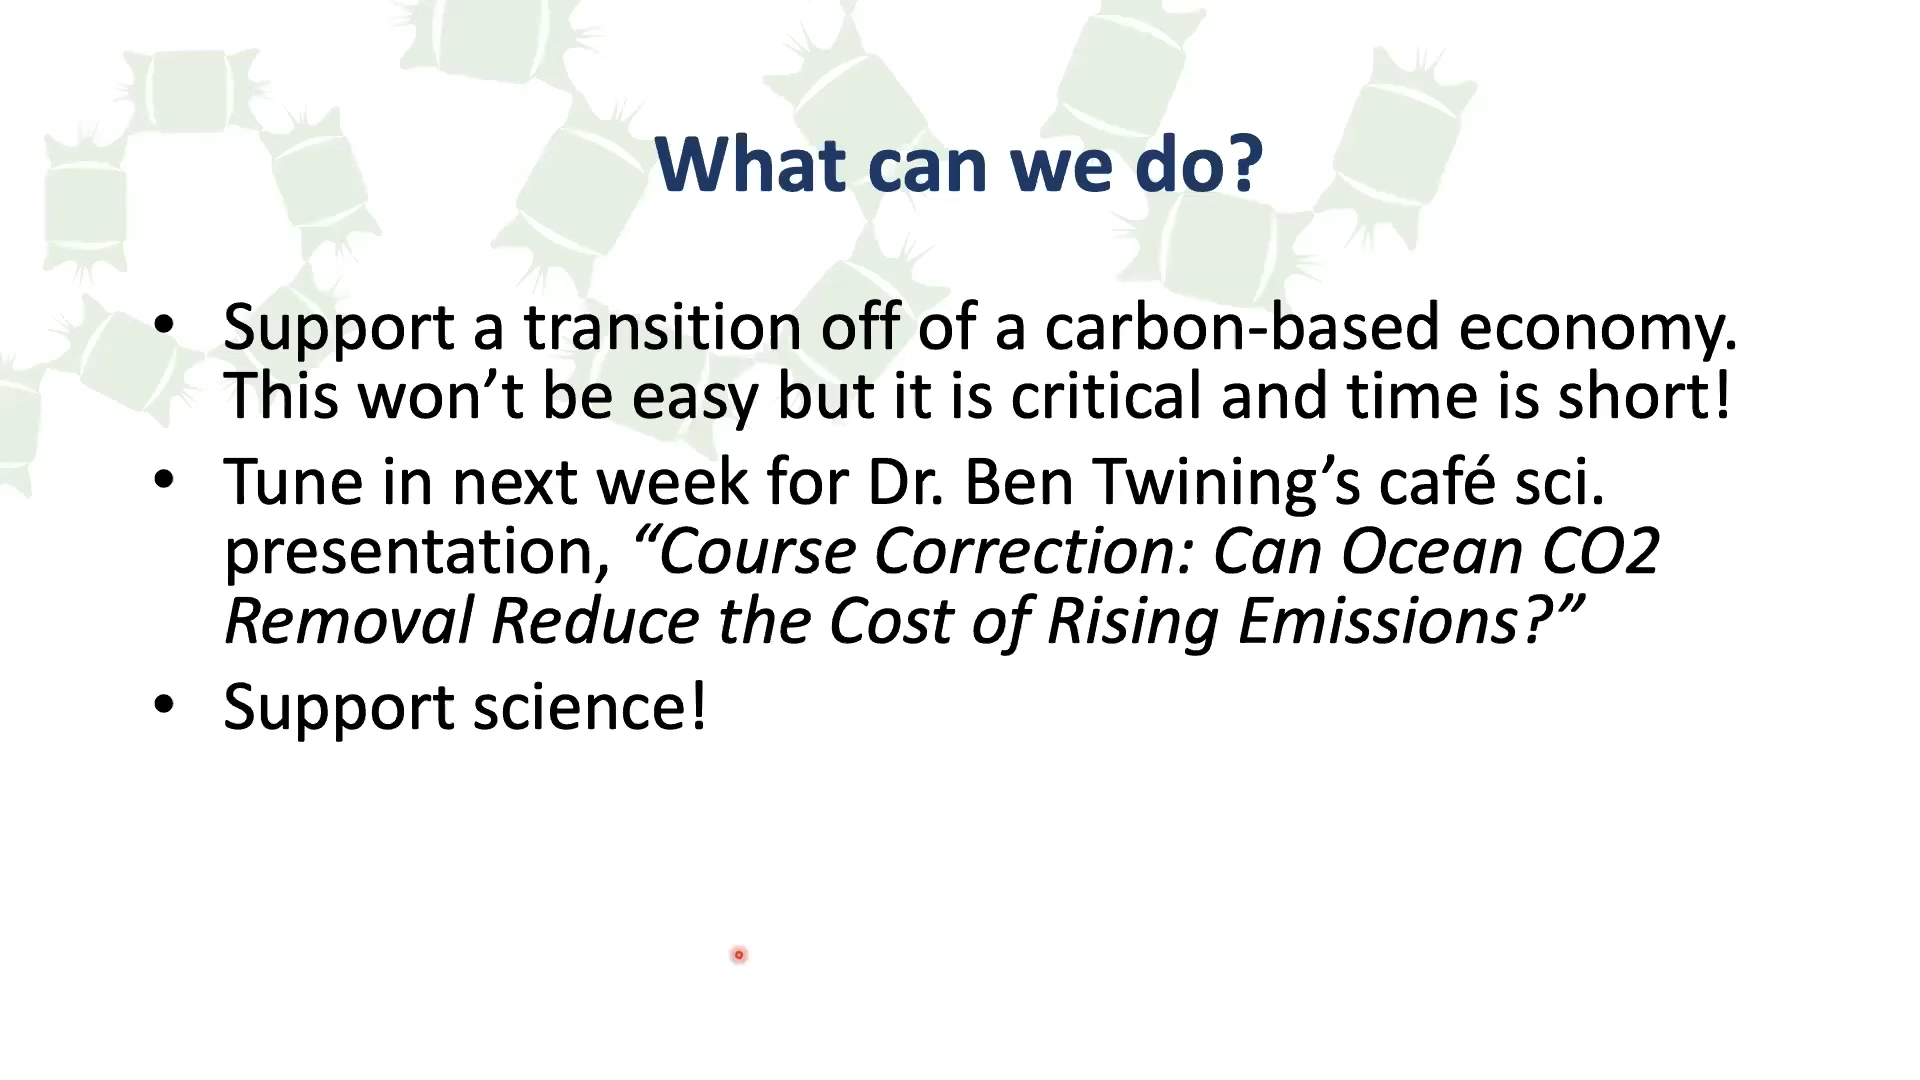 What can we do?
• Support a transition off of a carbon-based economy.
This won’t be easy but it is critical and time is short!
• Tune in next week for Dr. Ben Twining’s café sci.
presentation, “Course Correction: Can Ocean CO2
Removal Reduce the Cost of Rising Emissions?”
• Support science!